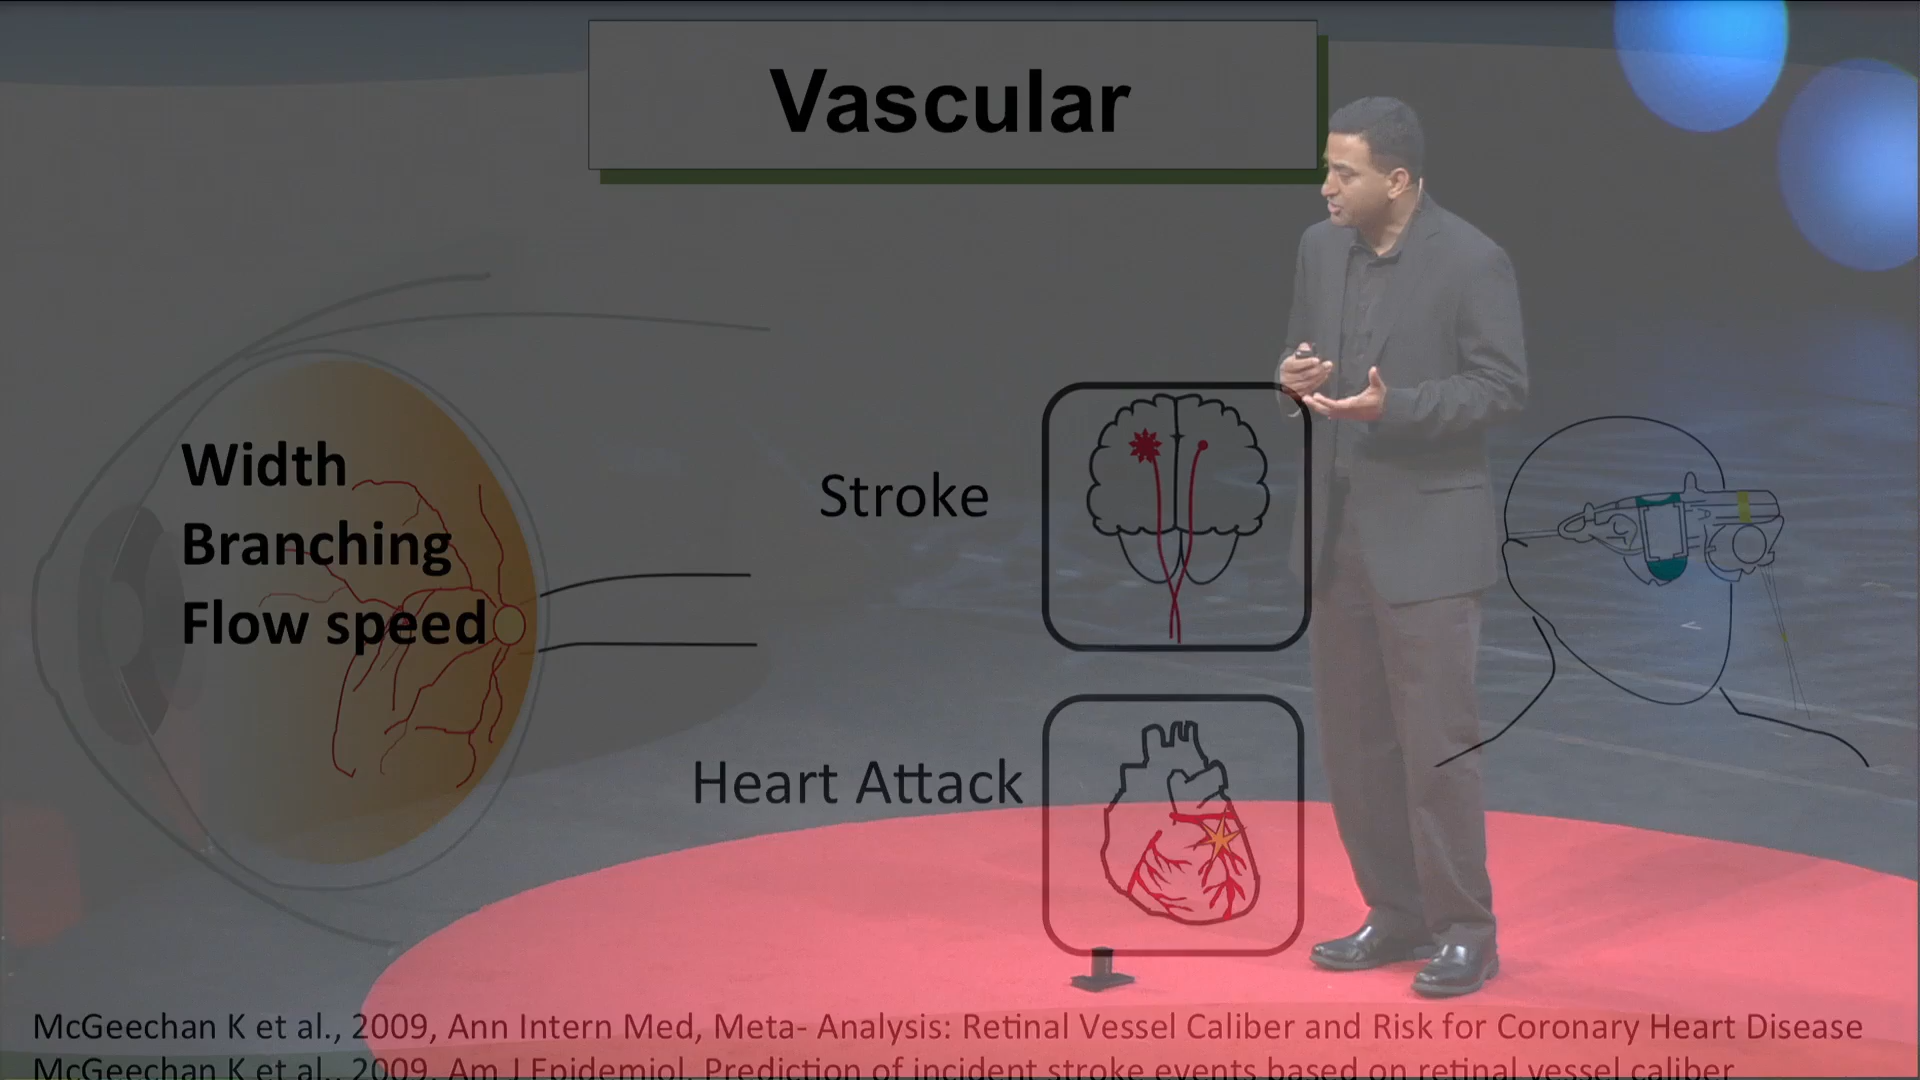 Vascular
Width
Branching
Flow speed
Stroke
Heart Attack
McGeechan K et al., 2009, Ann Intern Med, Meta- Analysis: Retinal Vessel Caliber and Risk for Coronary Heart Disease
McGeechan K et al., 2009, Am J Epidemiol, Prediction of incident stroke events based on retinal vessel caliber